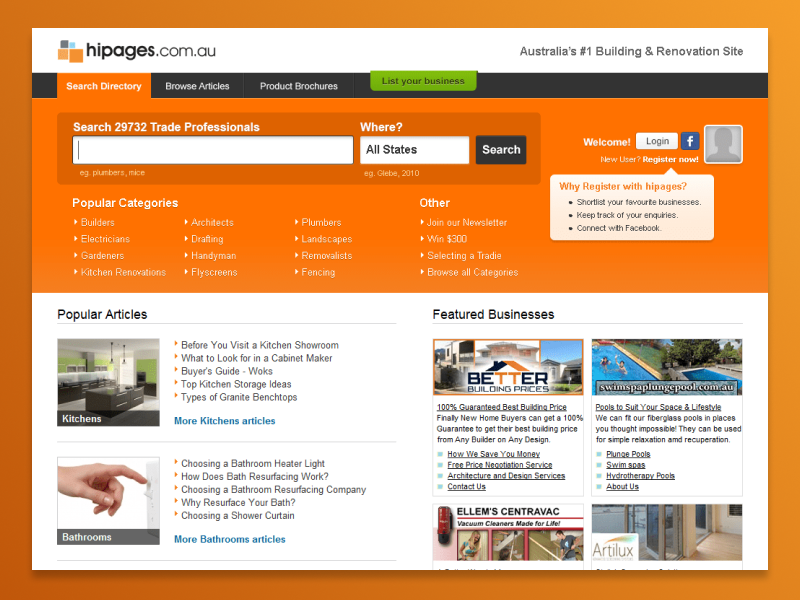 hipages.com.au
Australia's #1 Building & Renovation Site
Search Directory
Browse Articles
Product Brochures
List your business
Search 29732 Trade Professionals
Where?
All States
Search
eg. plumbers, mice
eg. Glebe, 2010
Welcome!
Login
f
New User? Register now!
Why Register with hipages?
Shortlist your favourite businesses.
Keep track of your enquiries.
Connect with Facebook.
Popular Categories
Builders
Electricians
Gardeners
Kitchen Renovations
Architects
Drafting
Handyman
Flyscreens
Plumbers
Landscapes
Removalists
Fencing
Other
Join our Newsletter
Win $300
Selecting a Tradie
Browse all Categories
Popular Articles
Kitchens
Before You Visit a Kitchen Showroom
What to Look for in a Cabinet Maker
Buyer's Guide - Woks
Top Kitchen Storage Ideas
Types of Granite Benchtops
More Kitchens articles
Bathrooms
Choosing a Bathroom Heater Light
How Does Bath Resurfacing Work?
Choosing a Bathroom Resurfacing Company
Why Resurface Your Bath?
Choosing a Shower Curtain
More Bathrooms articles
Featured Businesses
BETTER
BUILDING PRICES
100% Guaranteed Best Building Price
Finally New Home Buyers can get a 100%
Guarantee to get their best building price
from Any Builder on Any Design.
How We Save You Money
Free Price Negotiation Service
Architecture and Design Services
Contact Us
swimspaplungepool.com.au
Pools to Suit Your Space & Lifestyle
We can fit our fiberglass pools in places
you thought impossible! They can be used
for simple relaxation amd recuperation.
Plunge Pools
Swim spas
Hydrotherapy Pools
About Us
ELLEM'S CENTRAVAC
Vacuum Cleaners Made for Life!
Artilux